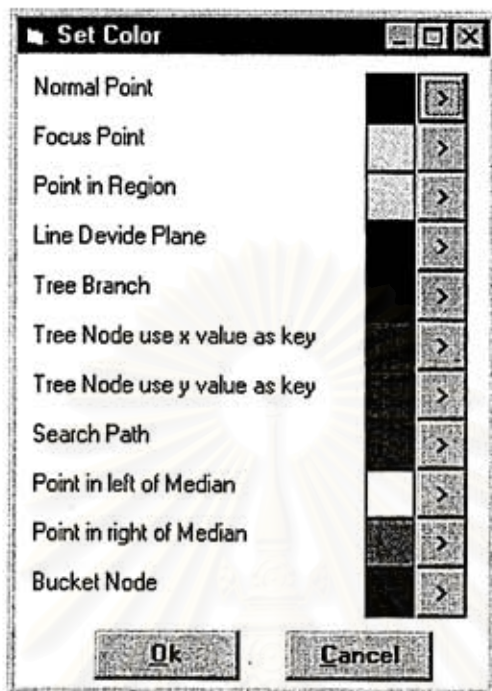 Set Color
Normal Point
Focus Point
Point in Region
Line Devide Plane
Tree Branch
Tree Node use x value as key
Tree Node use y value as key
Search Path
Point in left of Median
Point in right of Median
Bucket Node
Ok Cancel